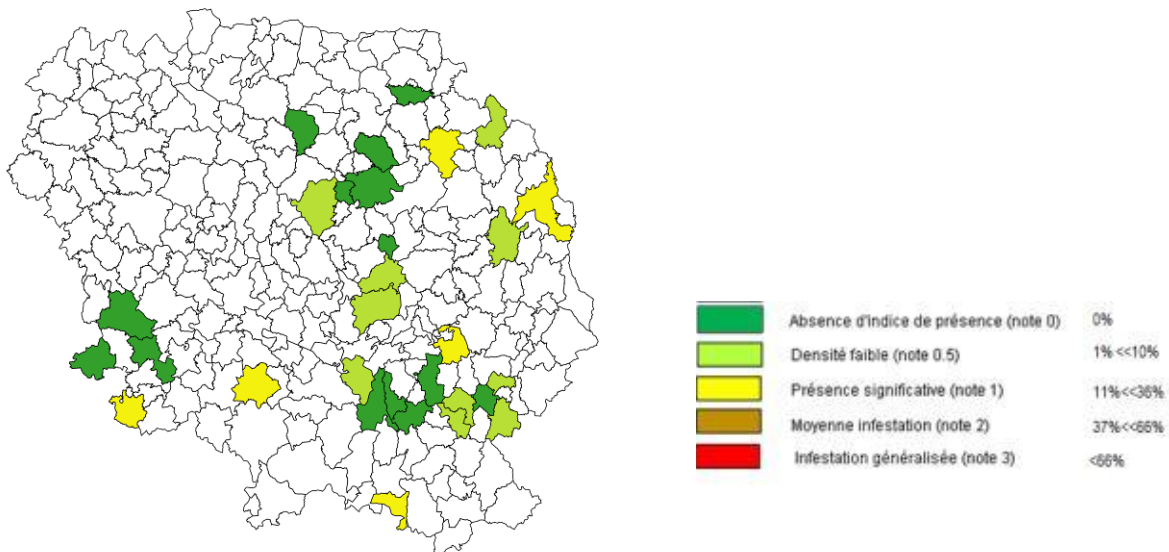 Absence d'indice de présence (note 0) 0%
Densité faible (note 0.5) 1%<<10%
Présence significative (note 1) 11%<<36%
Moyenne infestation (note 2) 37%<<66%
Infestation généralisée (note 3) <66%